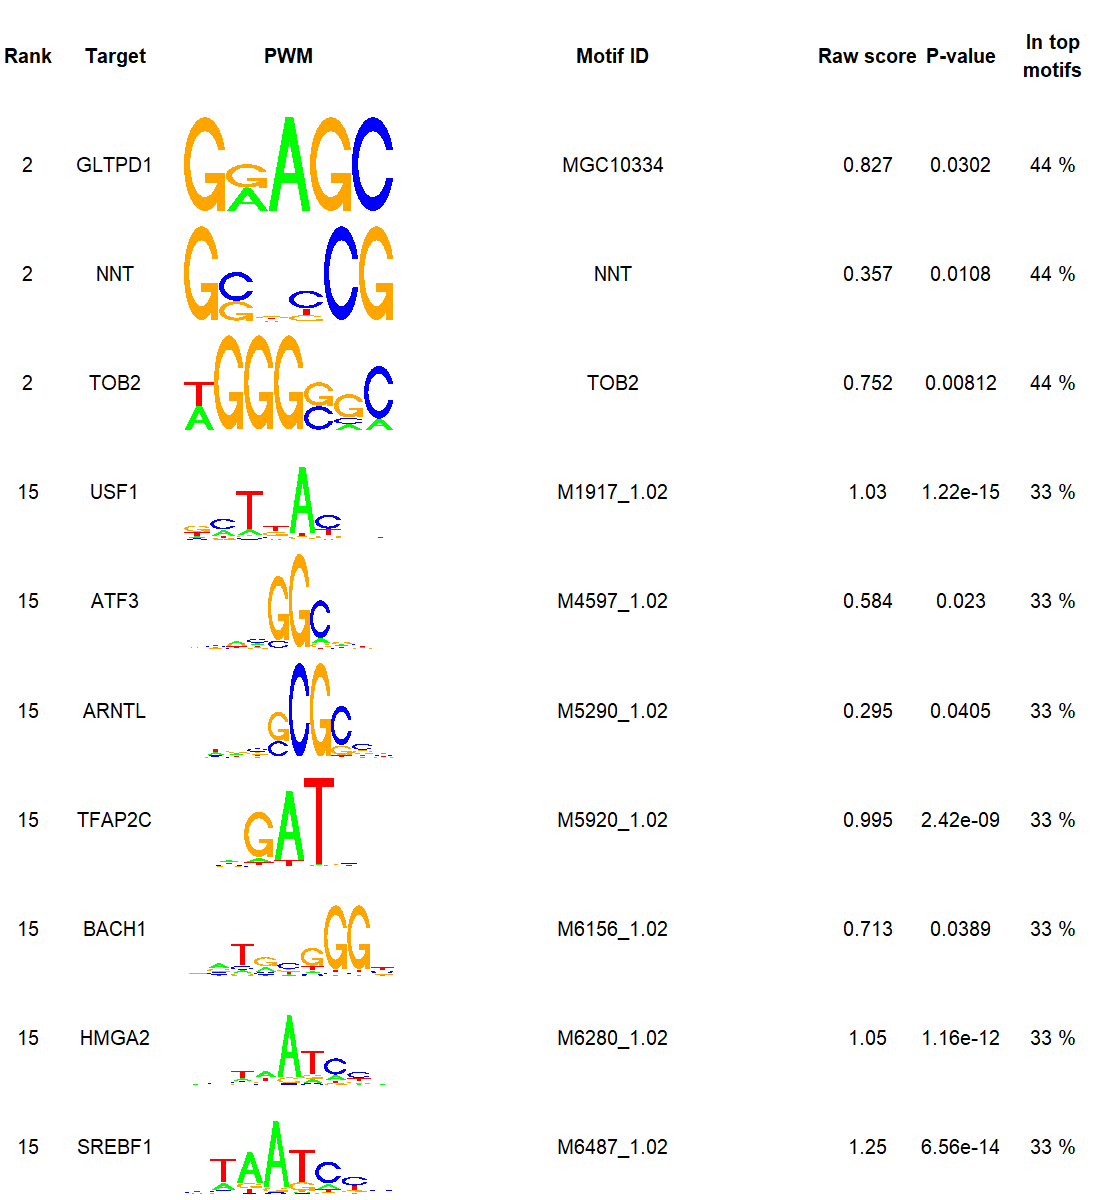 Rank Target PWM Motif ID Raw score P-value In top motifs
2 GLTPD1 MGC10334 0.827 0.0302 44 %
2 NNT NNT 0.357 0.0108 44 %
2 TOB2 TOB2 0.752 0.00812 44 %
15 USF1 M1917_1.02 1.03 1.22e-15 33 %
15 ATF3 M4597_1.02 0.584 0.023 33 %
15 ARNTL M5290_1.02 0.295 0.0405 33 %
15 TFAP2C M5920_1.02 0.995 2.42e-09 33 %
15 BACH1 M6156_1.02 0.713 0.0389 33 %
15 HMGA2 M6280_1.02 1.05 1.16e-12 33 %
15 SREBF1 M6487_1.02 1.25 6.56e-14 33 %